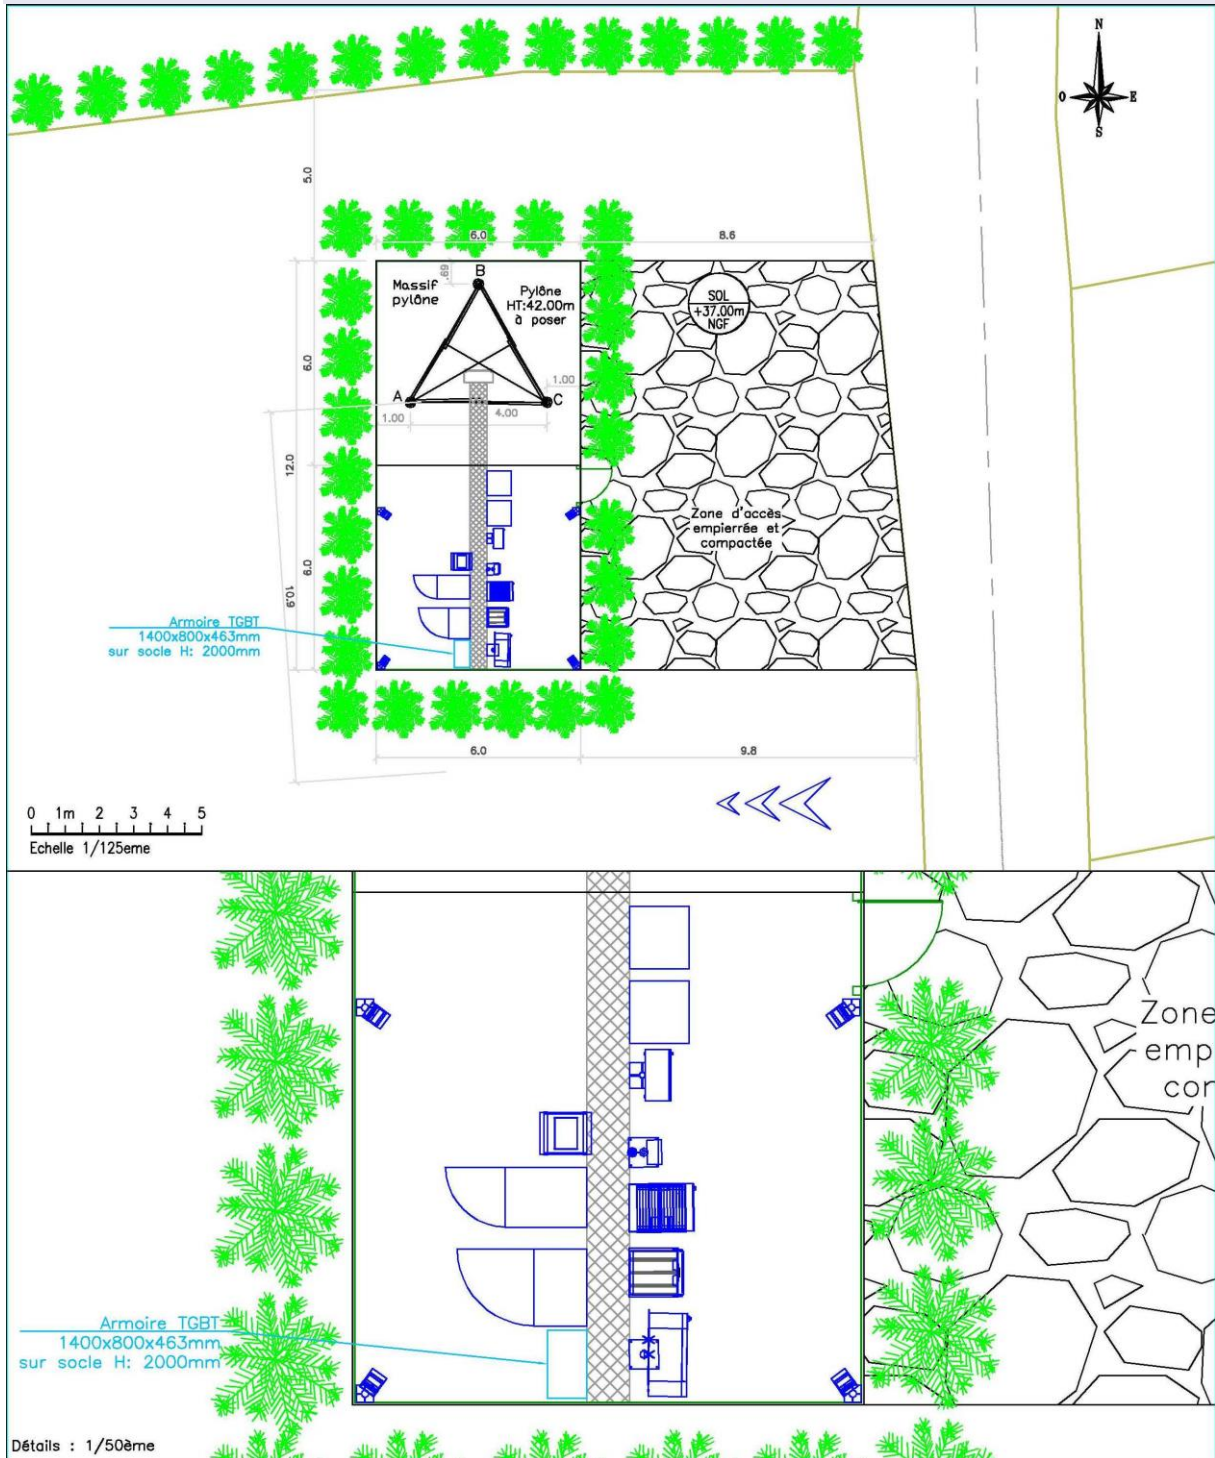 N
O
E
S
5.0
6.0
8.6
.69
B
Massif
pylône
Pylône
HT:42.00m
à poser
SOL
+37.00m
NGF
6.0
1.00
A
C
1.00
4.00
12.0
Zone d'accès
empierrée et
compactée
6.0
10.9
Armoire TGBT
1400x800x463mm
sur socle H: 2000mm
6.0
9.8
0 1m 2 3 4 5
Echelle 1/125eme
Zone
emp
con
Armoire TGBT
1400x800x463mm
sur socle H: 2000mm
Détails : 1/50ème